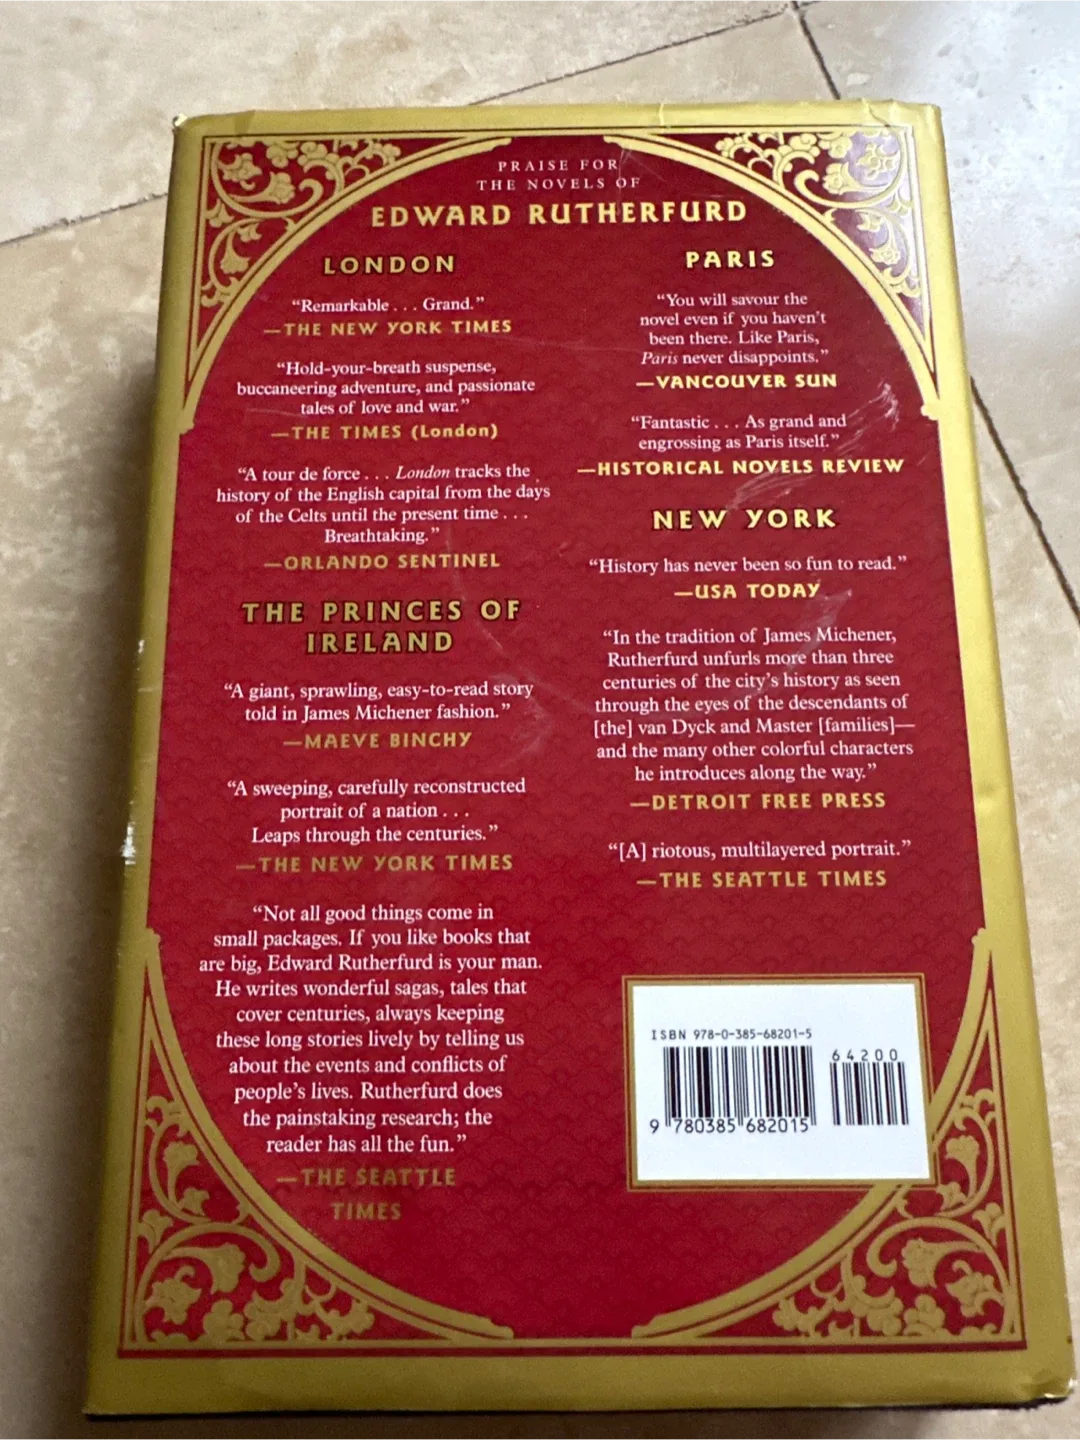 PRAISE FOR
THE NOVELS OF
EDWARD RUTHERFURD
LONDON
“Remarkable . . . Grand.”
—THE NEW YORK TIMES
“Hold-your-breath suspense,
buccaneering adventure, and passionate
tales of love and war.”
—THE TIMES (London)
“A tour de force . . . London tracks the
history of the English capital from the days
of the Celts until the present time . . .
Breathtaking.”
—ORLANDO SENTINEL
THE PRINCES OF
IRELAND
“A giant, sprawling, easy-to-read story
told in James Michener fashion.”
—MAEVE BINCHY
“A sweeping, carefully reconstructed
portrait of a nation . . .
Leaps through the centuries.”
—THE NEW YORK TIMES
“Not all good things come in
small packages. If you like books that
are big, Edward Rutherfurd is your man.
He writes wonderful sagas, tales that
cover centuries, always keeping
these long stories lively by telling us
about the events and conflicts of
people’s lives. Rutherfurd does
the painstaking research; the
reader has all the fun.”
—THE SEATTLE
TIMES
PARIS
“You will savour the
novel even if you haven’t
been there. Like Paris,
Paris never disappoints.”
—VANCOUVER SUN
“Fantastic . . . As grand and
engrossing as Paris itself.”
—HISTORICAL NOVELS REVIEW
NEW YORK
“History has never been so fun to read.”
—USA TODAY
“In the tradition of James Michener,
Rutherfurd unfurls more than three
centuries of the city’s history as seen
through the eyes of the descendants of
[the] van Dyck and Master [families]—
and the many other colorful characters
he introduces along the way.”
—DETROIT FREE PRESS
“[A] riotous, multilayered portrait.”
—THE SEATTLE TIMES
ISBN 978-0-385-68201-5
64200
9 780385 682015